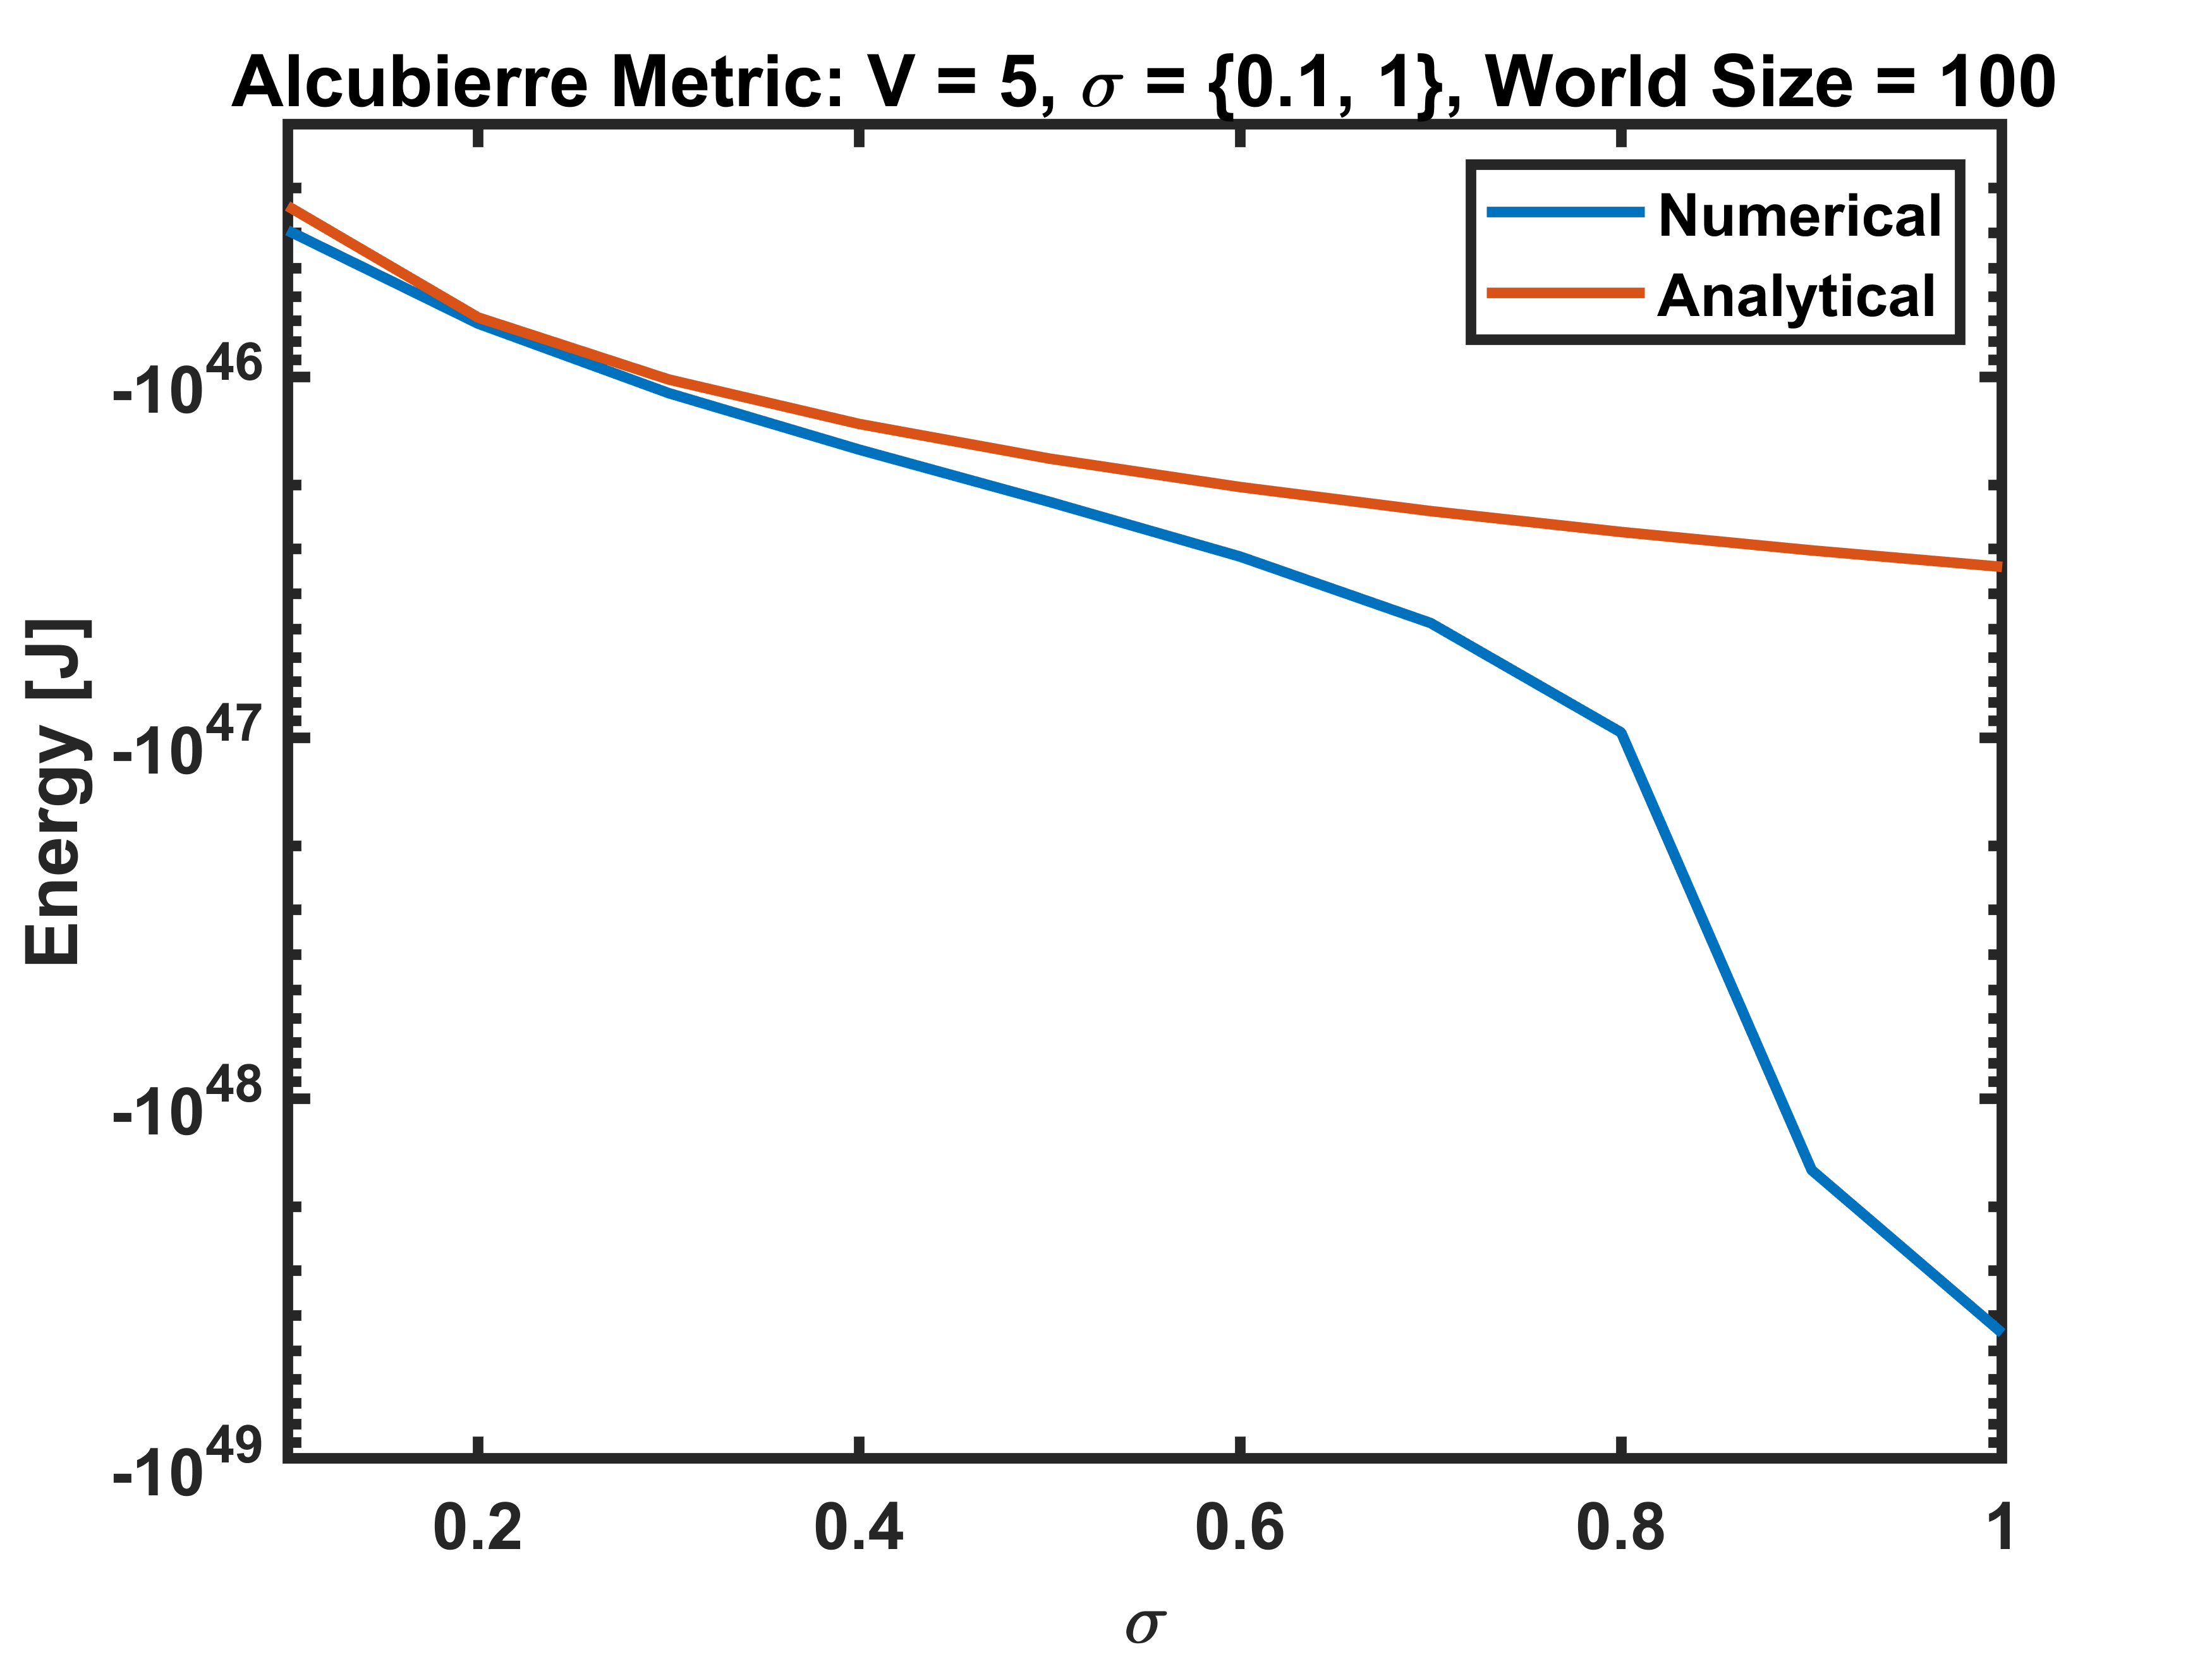 Alcubierre Metric: V = 5, σ = {0.1, 1}, World Size = 100
Numerical
Analytical
Energy [J]
-10^46
-10^47
-10^48
-10^49
0.2 0.4 0.6 0.8 1
σ